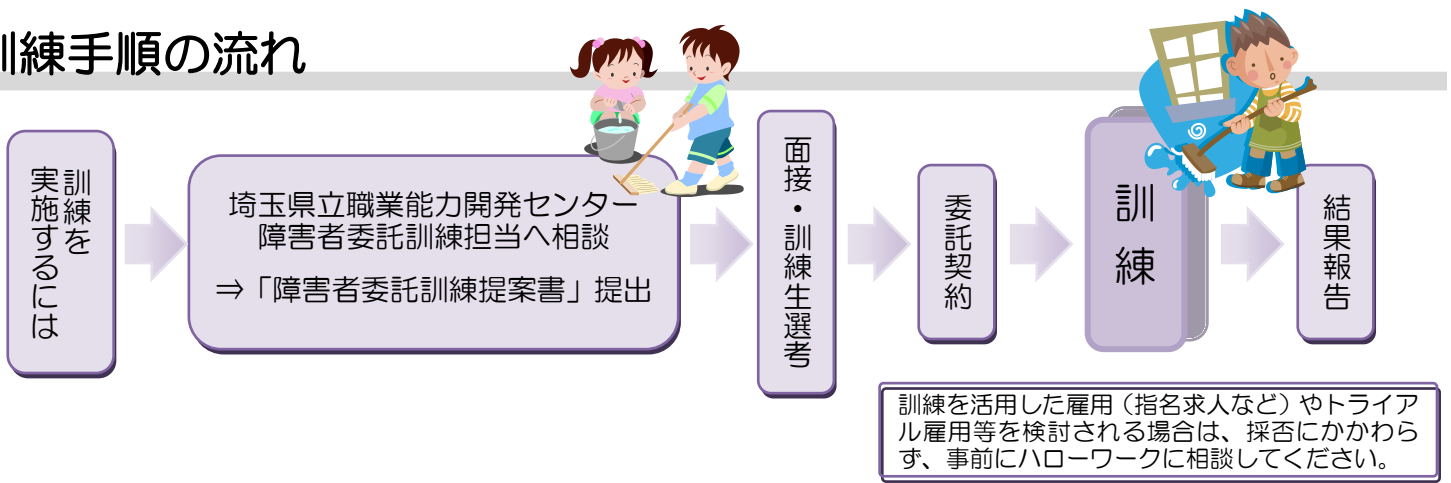 訓練手順の流れ
訓練を
実施するには
埼玉県立職業能力開発センター
障害者委託訓練担当へ相談
⇒「障害者委託訓練提案書」提出
面接・訓練生選考
委託契約
訓練
結果報告
訓練を活用した雇用（指名求人など）やトライア
ル雇用等を検討される場合は、採否にかかわら
ず、事前にハローワークに相談してください。